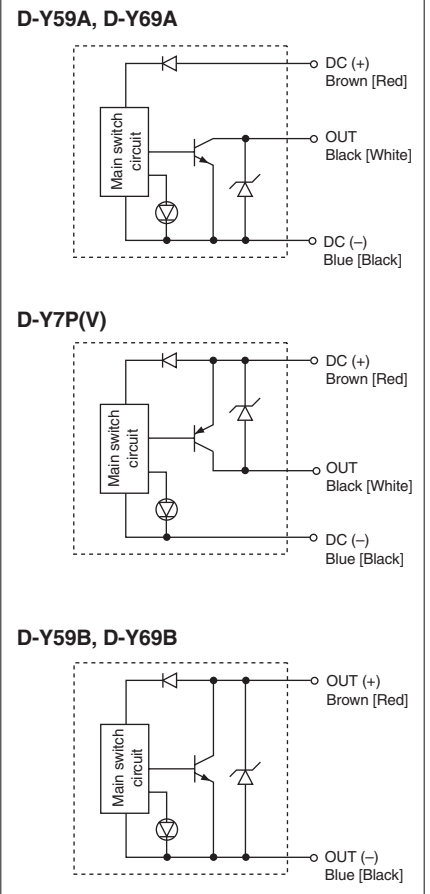 D-Y59A, D-Y69A
DC (+)
Brown [Red]
Main switch
circuit
OUT
Black [White]
DC (–)
Blue [Black]
D-Y7P(V)
DC (+)
Brown [Red]
Main switch
circuit
OUT
Black [White]
DC (–)
Blue [Black]
D-Y59B, D-Y69B
OUT (+)
Brown [Red]
Main switch
circuit
OUT (–)
Blue [Black]